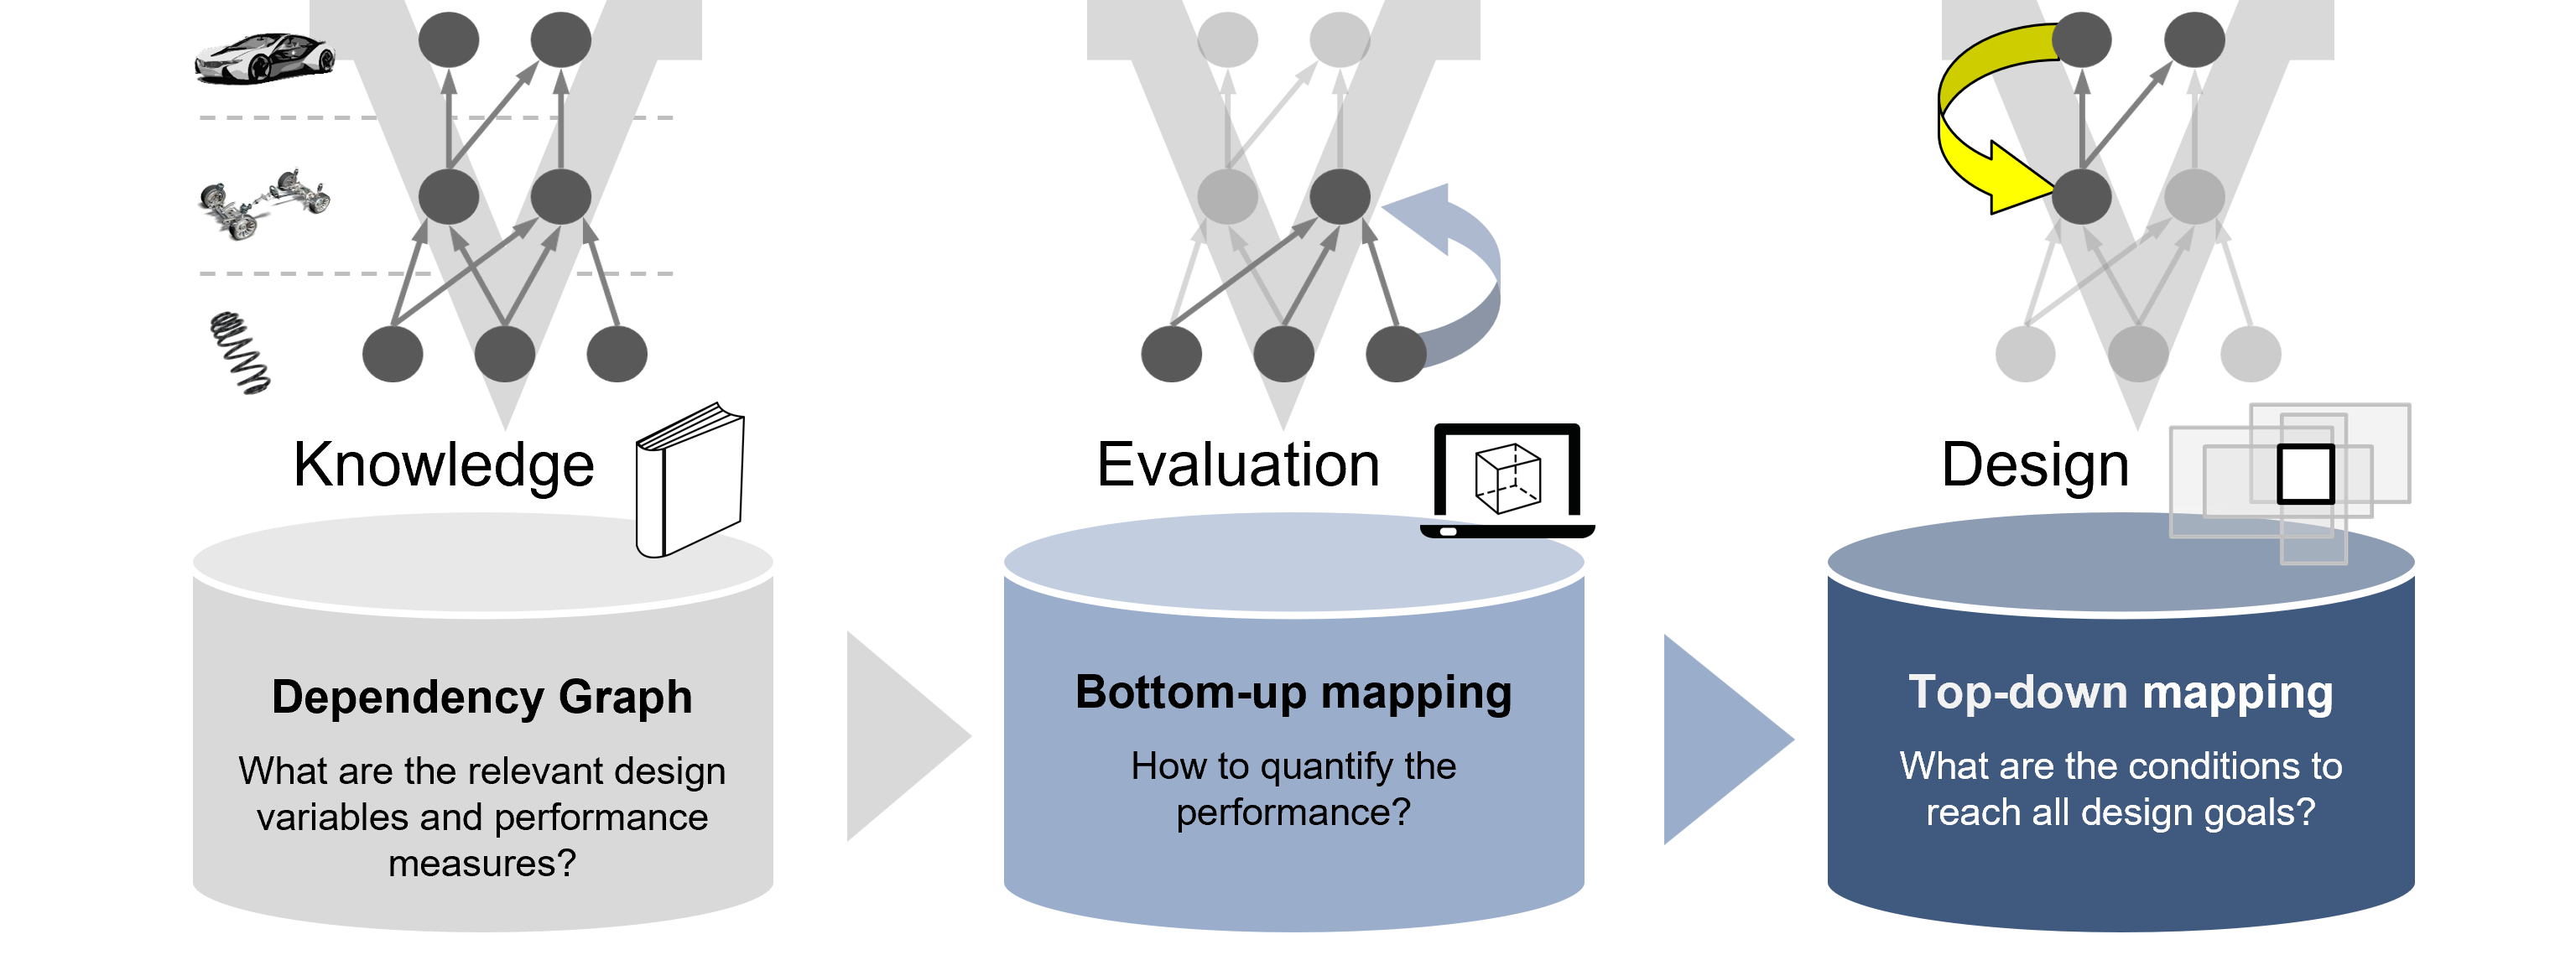 Knowledge
Evaluation
Design
Dependency Graph
What are the relevant design
variables and performance
measures?
Bottom-up mapping
How to quantify the
performance?
Top-down mapping
What are the conditions to
reach all design goals?